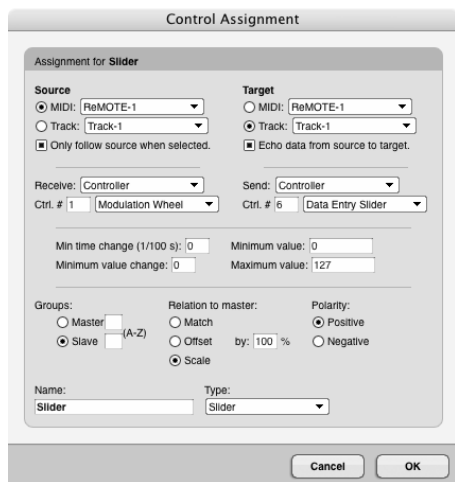 Control Assignment
Assignment for Slider
Source Target
MIDI: ReMOTE-1 MIDI: ReMOTE-1
Track: Track-1 Track: Track-1
Only follow source when selected. Echo data from source to target.
Receive: Controller Send: Controller
Ctrl. # 1 Modulation Wheel Ctrl. # 6 Data Entry Slider
Min time change (1/100 s): 0 Minimum value: 0
Minimum value change: 0 Maximum value: 127
Groups: Relation to master: Polarity:
Master (A-Z) Match Positive
Slave Offset by: 100 % Negative
Scale
Name: Type:
Slider Slider
Cancel OK